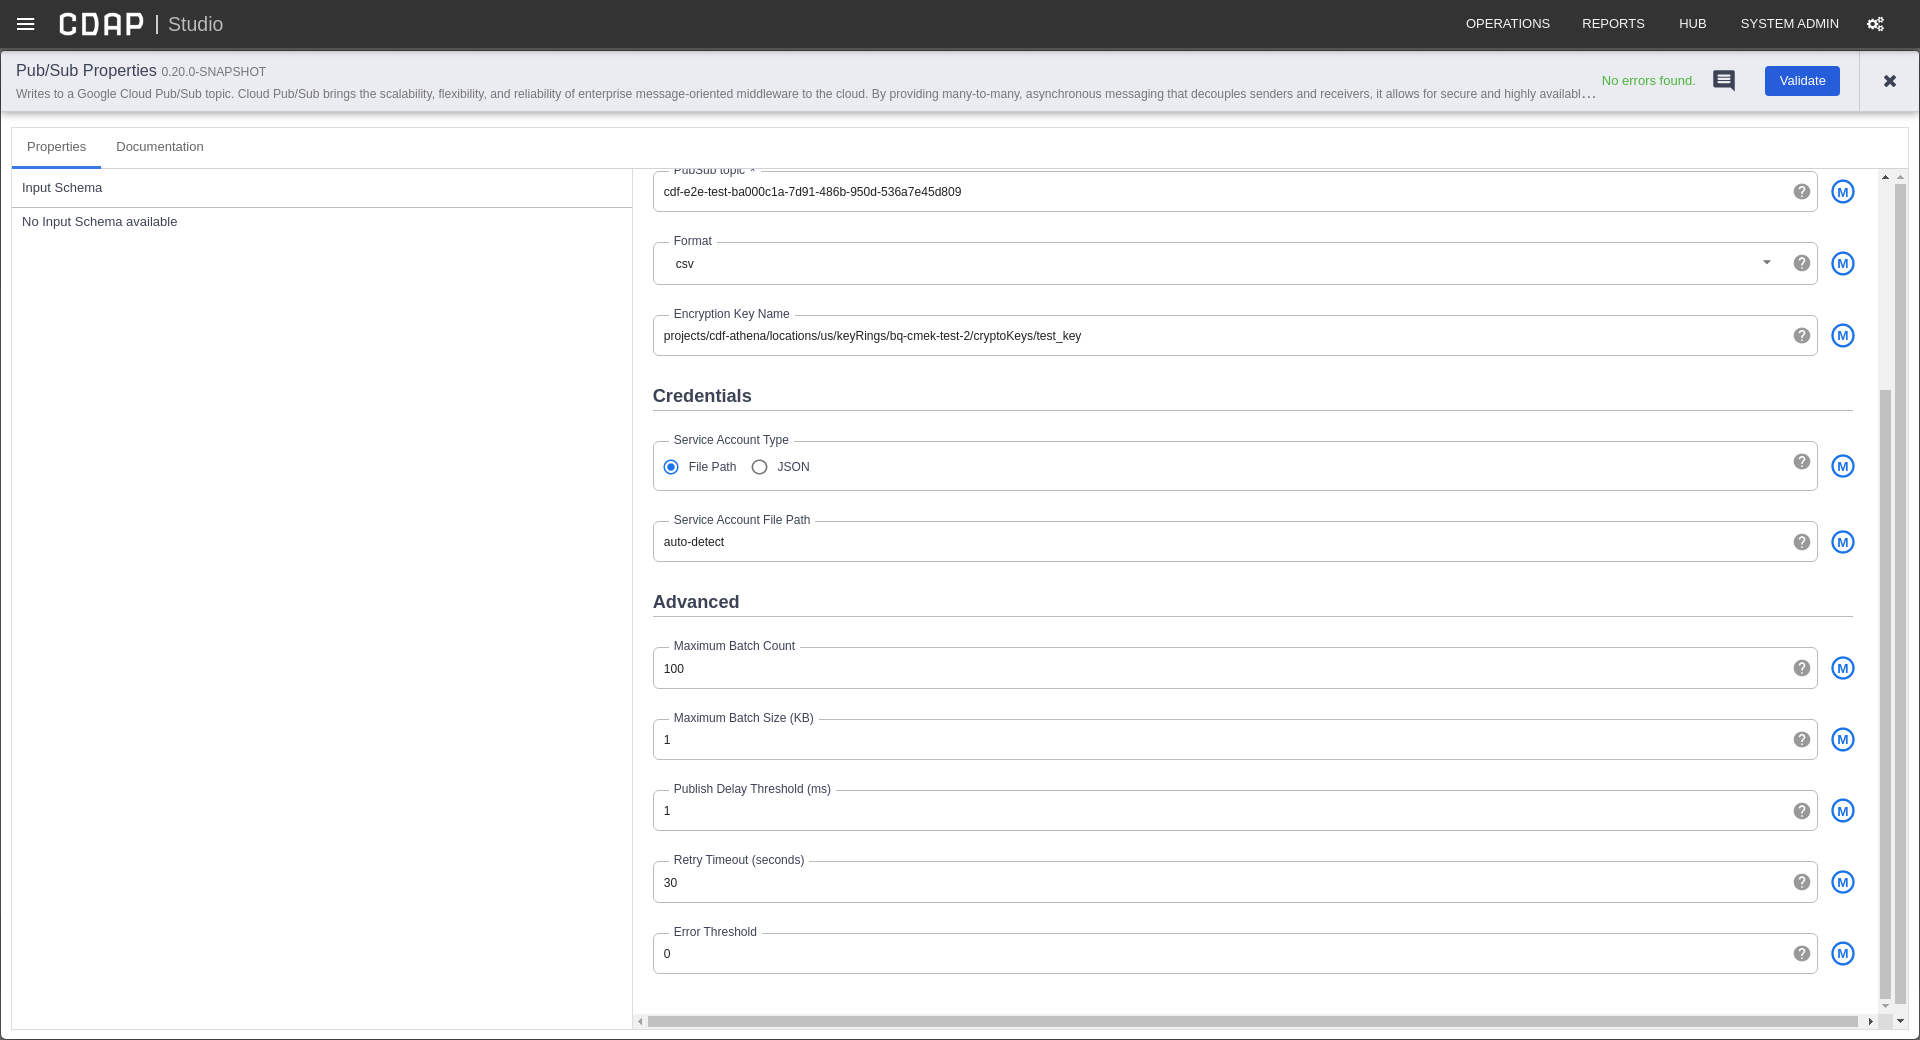 CDAP | Studio
OPERATIONS REPORTS HUB SYSTEM ADMIN
Pub/Sub Properties 0.20.0-SNAPSHOT
Writes to a Google Cloud Pub/Sub topic. Cloud Pub/Sub brings the scalability, flexibility, and reliability of enterprise message-oriented middleware to the cloud. By providing many-to-many, asynchronous messaging that decouples senders and receivers, it allows for secure and highly availabl...
No errors found.
Validate
Properties Documentation
Input Schema
No Input Schema available
PubSub topic *
cdf-e2e-test-ba000c1a-7d91-486b-950d-536a7e45d809
M
Format
csv
M
Encryption Key Name
projects/cdf-athena/locations/us/keyRings/bq-cmek-test-2/cryptoKeys/test_key
M
Credentials
Service Account Type
File Path JSON
M
Service Account File Path
auto-detect
M
Advanced
Maximum Batch Count
100
M
Maximum Batch Size (KB)
1
M
Publish Delay Threshold (ms)
1
M
Retry Timeout (seconds)
30
M
Error Threshold
0
M